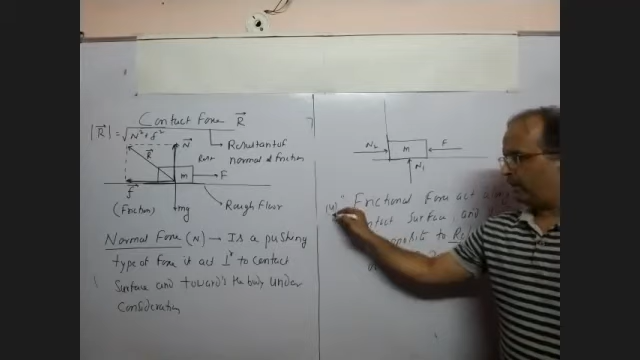 Contact Force R
|R| = √N²+f²
N
Resultant of
normal & friction
R
m
F
f
(Friction)
mg
Rough Floor
Normal Force (N) → Is a pushing
type of force it act ⊥r to contact
Surface and toward's the body under
Consideration
N2
m
F
N1
Frictional Force act
Surface, and
opposite to